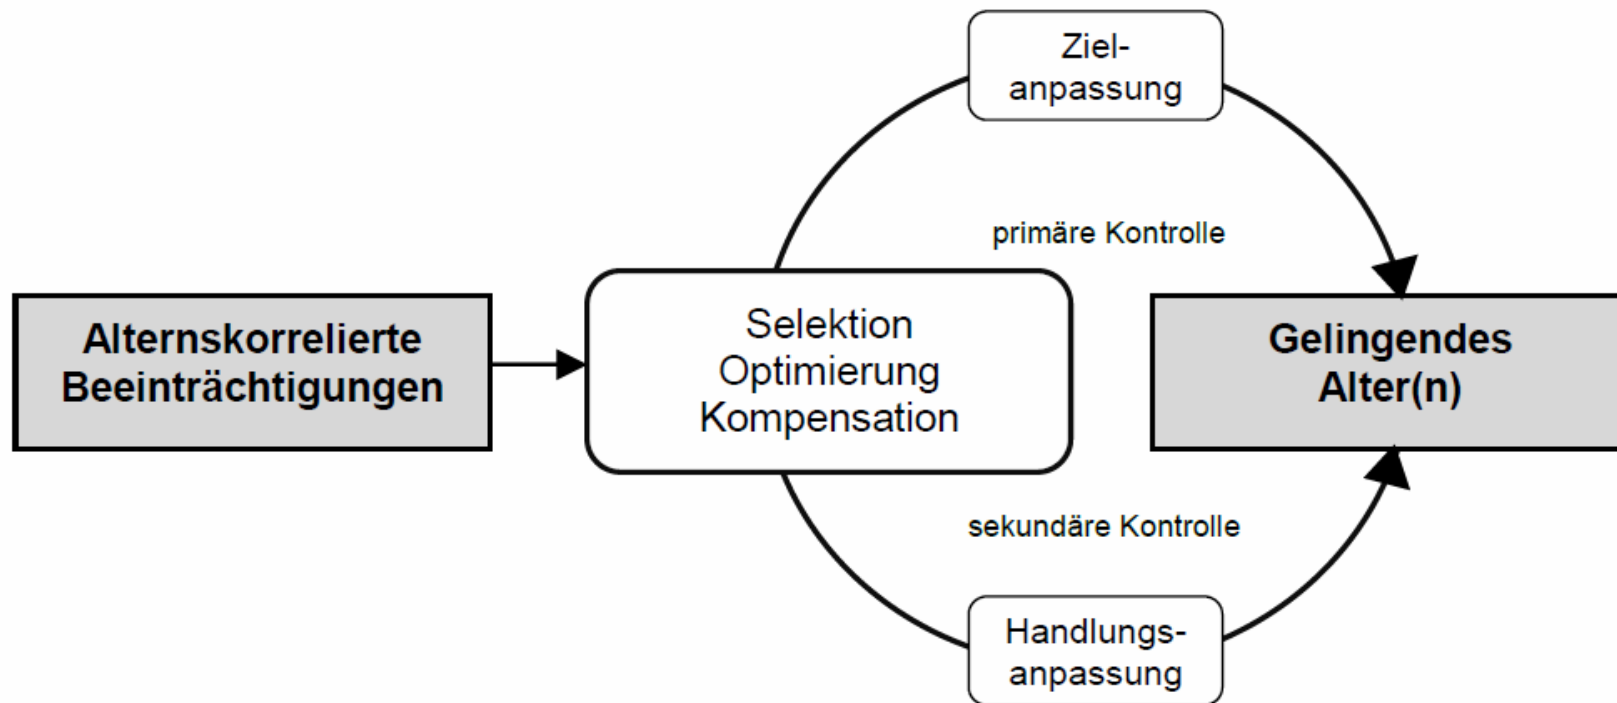 Ziel-
anpassung
primäre Kontrolle
Alternskorrelierte
Beeinträchtigungen
Selektion
Optimierung
Kompensation
Gelingendes
Alter(n)
sekundäre Kontrolle
Handlungs-
anpassung